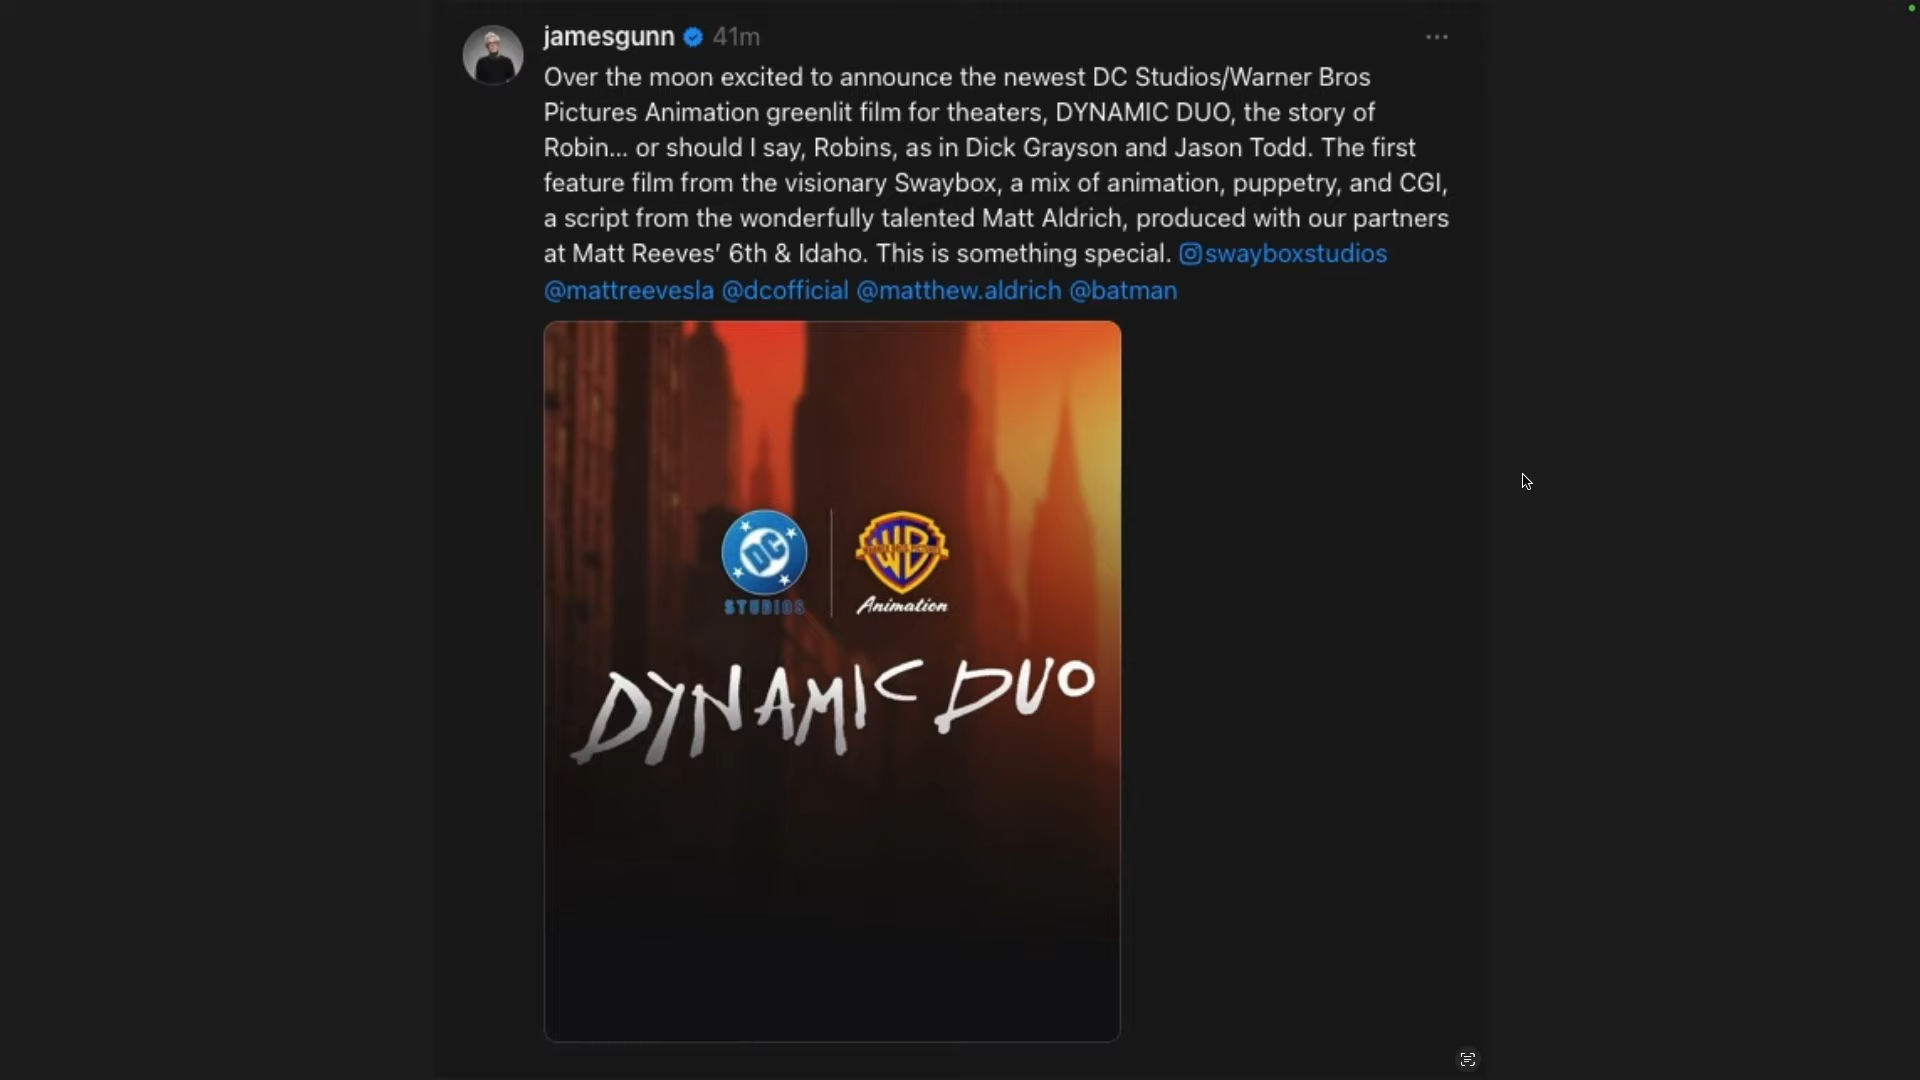 jamesgunn 41m
Over the moon excited to announce the newest DC Studios/Warner Bros
Pictures Animation greenlit film for theaters, DYNAMIC DUO, the story of
Robin... or should I say, Robins, as in Dick Grayson and Jason Todd. The first
feature film from the visionary Swaybox, a mix of animation, puppetry, and CGI,
a script from the wonderfully talented Matt Aldrich, produced with our partners
at Matt Reeves’ 6th & Idaho. This is something special. swayboxstudios
@mattreevesla @dcofficial @matthew.aldrich @batman
DC
STUDIOS
WB
Animation
DYNAMIC DUO